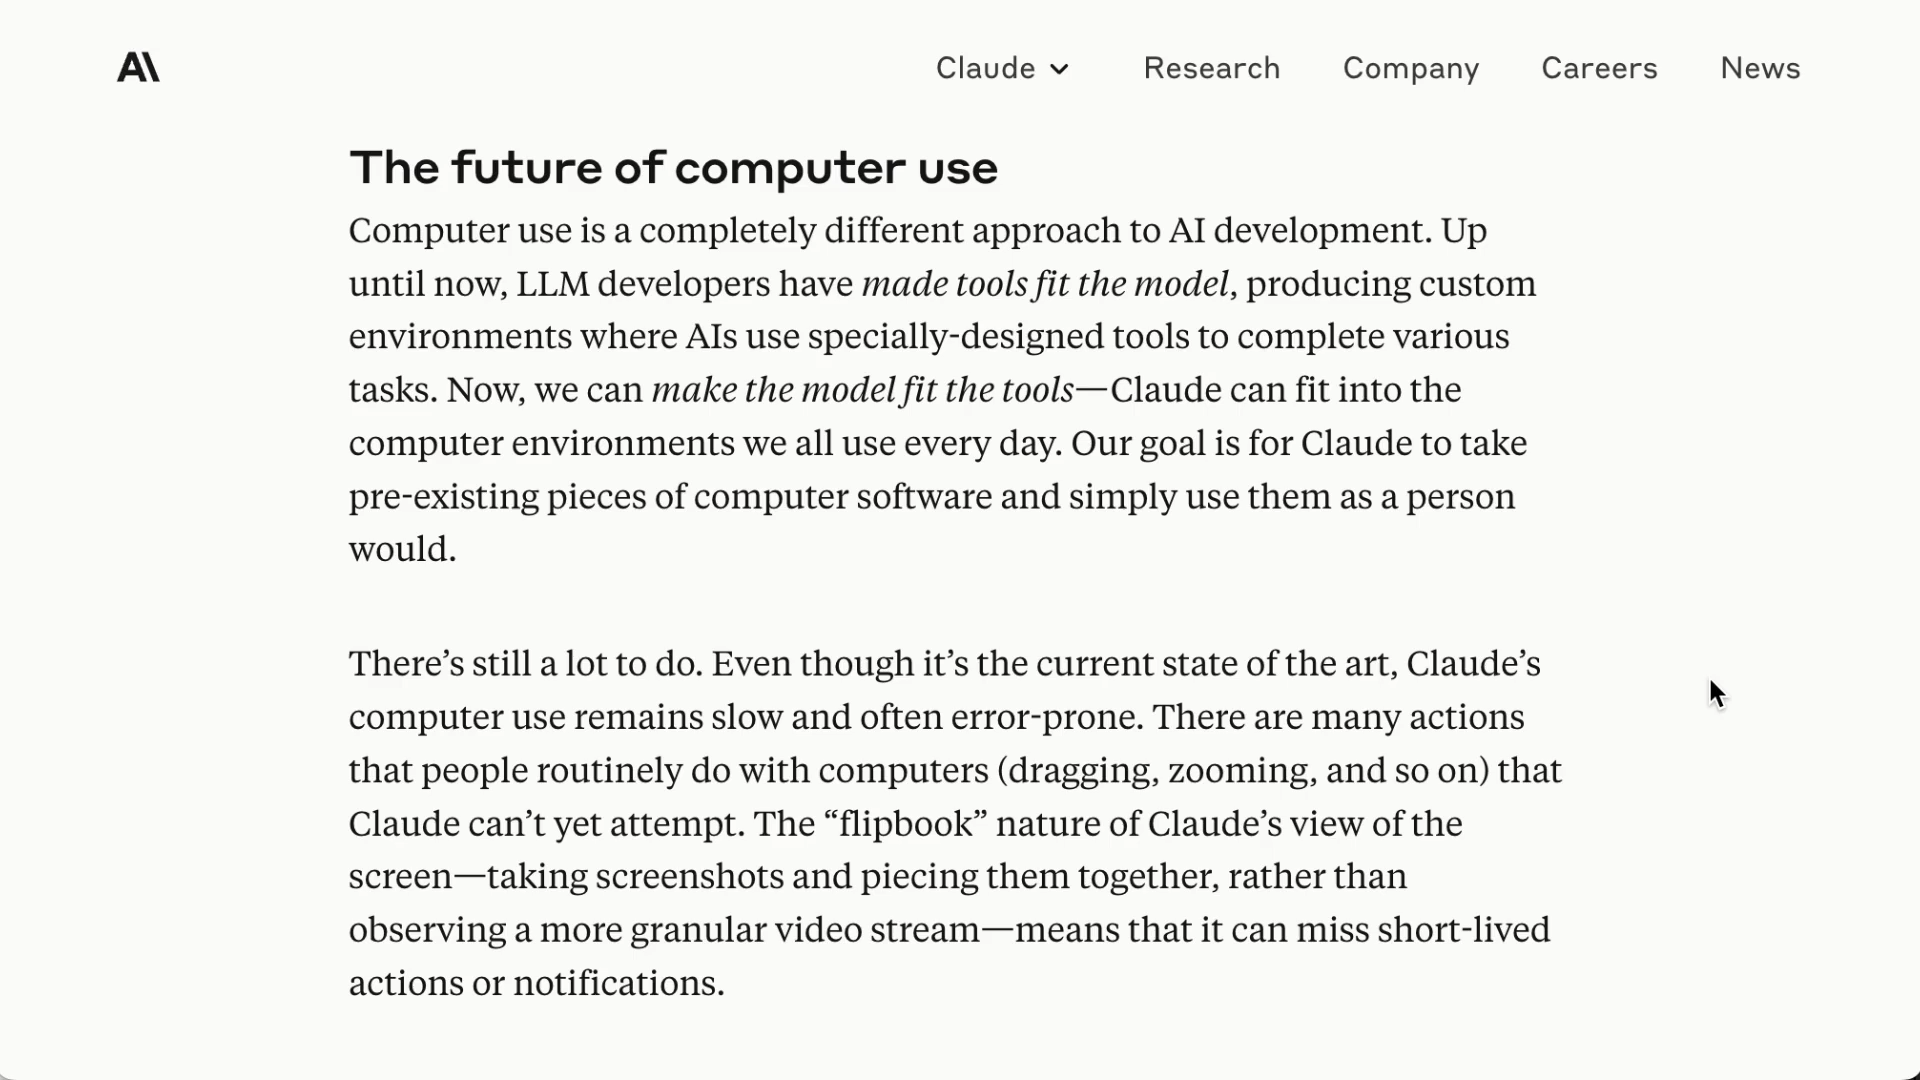 AI
Claude
Research
Company
Careers
News
The future of computer use
Computer use is a completely different approach to AI development. Up
until now, LLM developers have made tools fit the model, producing custom
environments where AIs use specially-designed tools to complete various
tasks. Now, we can make the model fit the tools—Claude can fit into the
computer environments we all use every day. Our goal is for Claude to take
pre-existing pieces of computer software and simply use them as a person
would.
There’s still a lot to do. Even though it’s the current state of the art, Claude’s
computer use remains slow and often error-prone. There are many actions
that people routinely do with computers (dragging, zooming, and so on) that
Claude can’t yet attempt. The “flipbook” nature of Claude’s view of the
screen—taking screenshots and piecing them together, rather than
observing a more granular video stream—means that it can miss short-lived
actions or notifications.